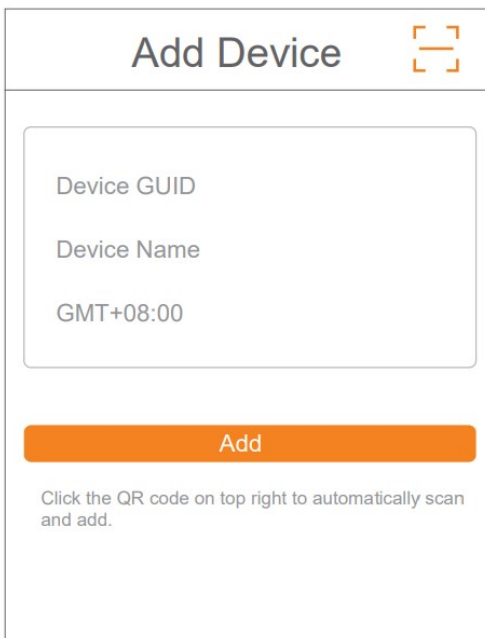 Add Device
Device GUID
Device Name
GMT+08:00
Add
Click the QR code on top right to automatically scan
and add.